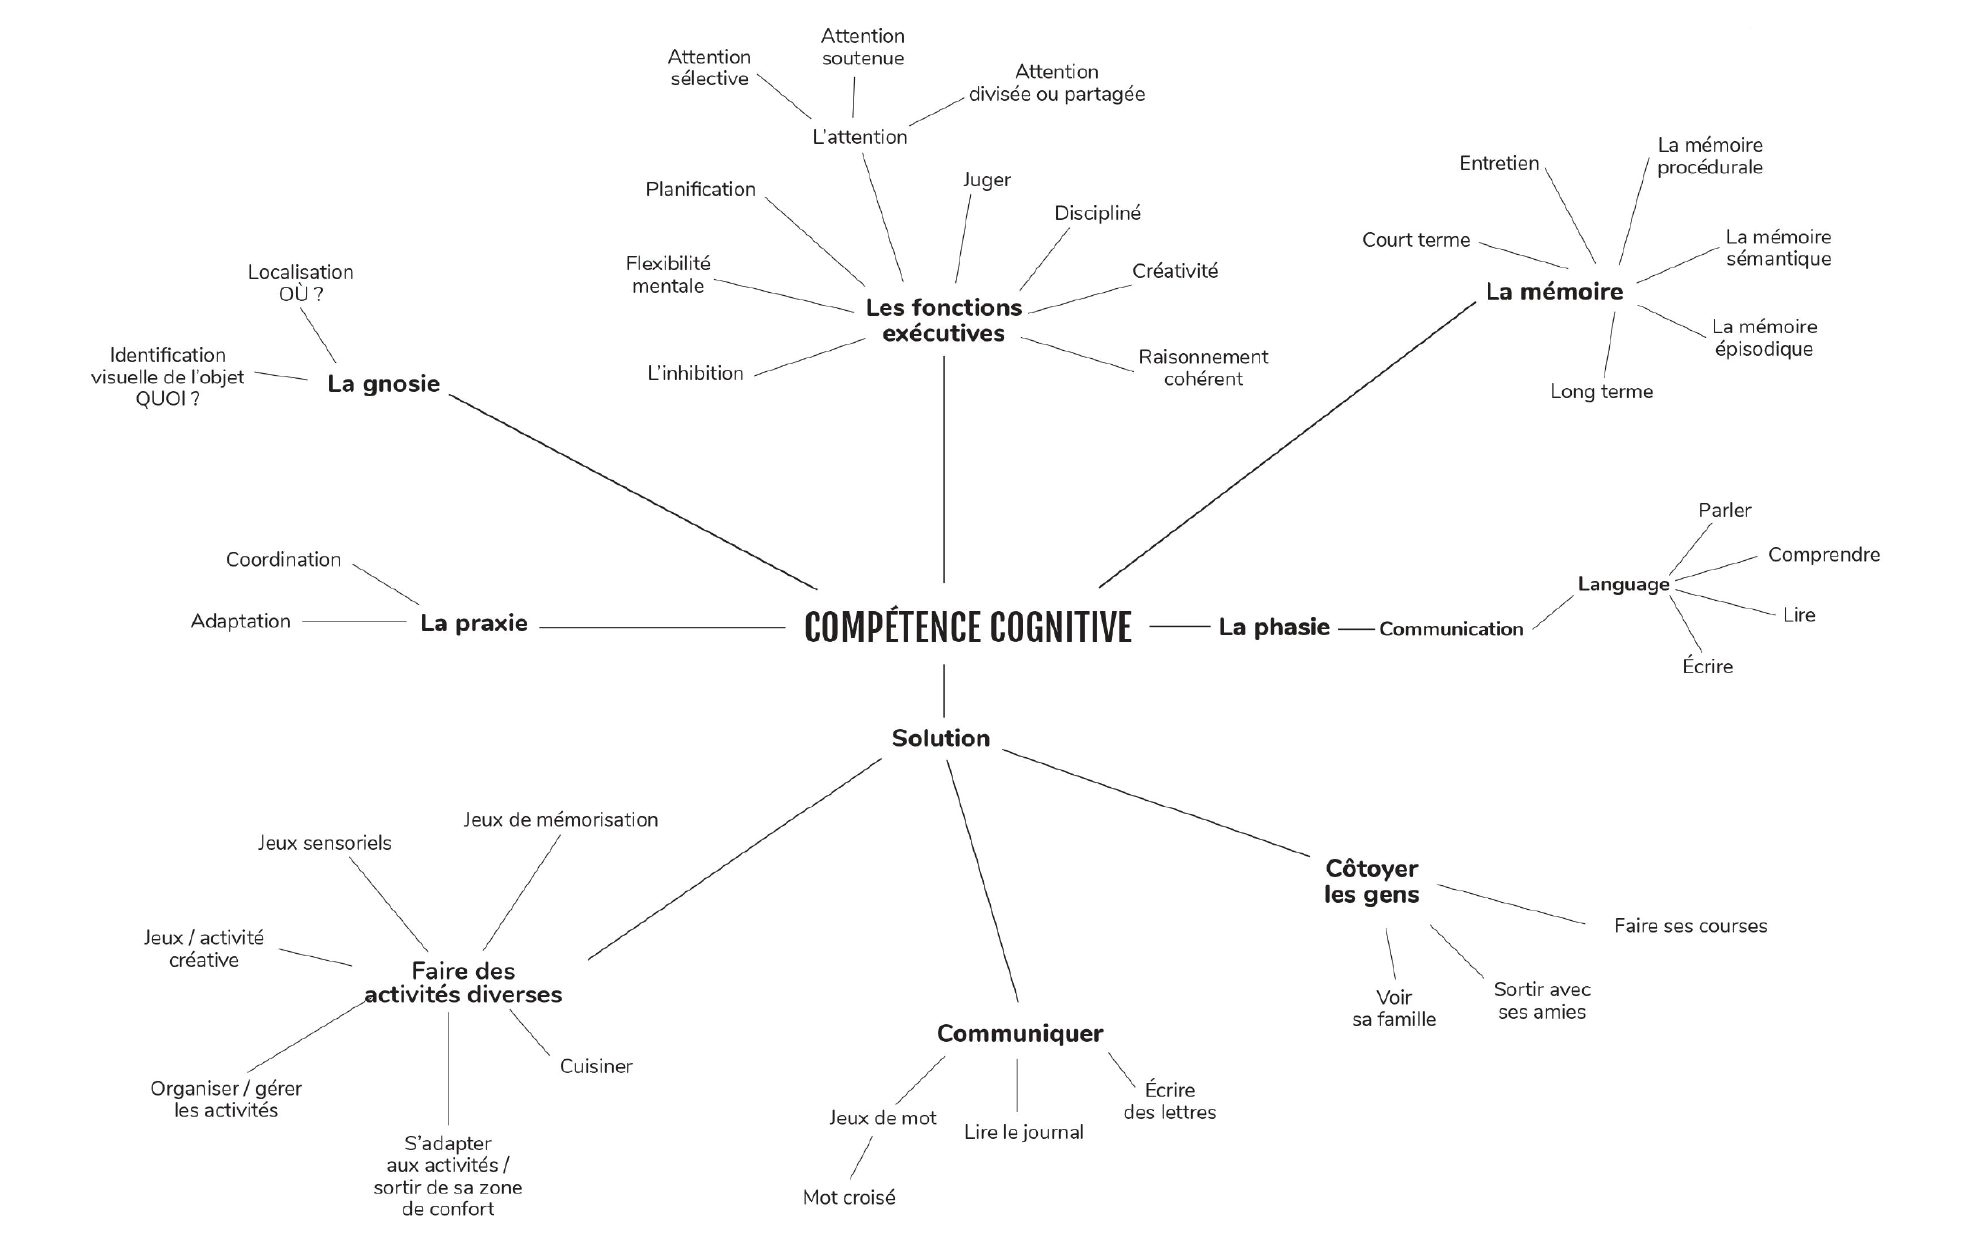 Attention
soutenue
Attention
sélective
Attention
divisée ou partagée
L'attention
Planification
Juger
Discipliné
Flexibilité
mentale
Créativité
Les fonctions
exécutives
L'inhibition
Raisonnement
cohérent
Entretien
La mémoire
procédurale
Court terme
La mémoire
sémantique
La mémoire
La mémoire
épisodique
Long terme
Localisation
OÙ ?
Identification
visuelle de l'objet
QUOI ?
La gnosie
Coordination
Adaptation
La praxie
COMPÉTENCE COGNITIVE
La phasie
Communication
Language
Parler
Comprendre
Lire
Écrire
Solution
Jeux de mémorisation
Jeux sensoriels
Jeux / activité
créative
Faire des
activités diverses
Organiser / gérer
les activités
Cuisiner
S'adapter
aux activités /
sortir de sa zone
de confort
Communiquer
Jeux de mot
Mot croisé
Lire le journal
Écrire
des lettres
Côtoyer
les gens
Faire ses courses
Voir
sa famille
Sortir avec
ses amies